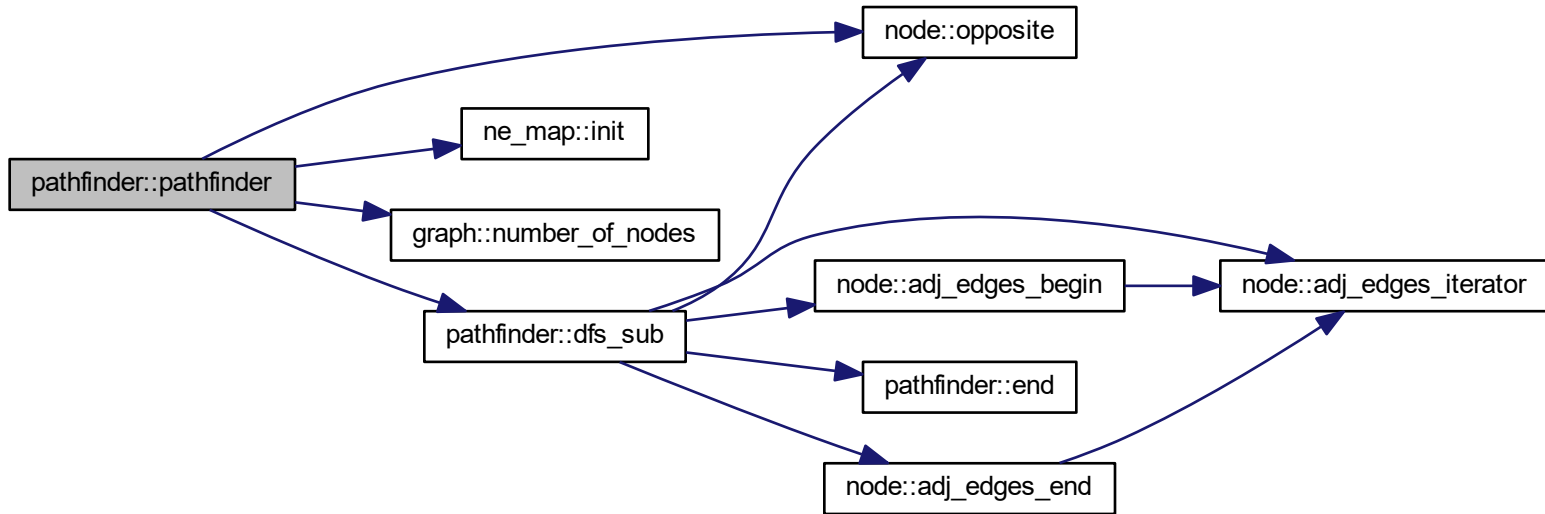 node::opposite
ne_map::init
pathfinder::pathfinder
graph::number_of_nodes
node::adj_edges_begin
node::adj_edges_iterator
pathfinder::dfs_sub
pathfinder::end
node::adj_edges_end